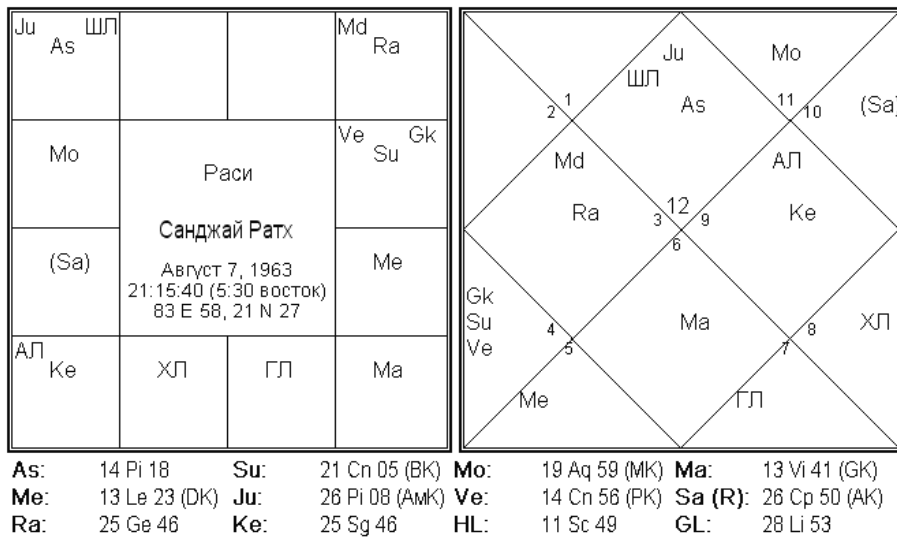 Ju ШЛ
As
Md
Ra
Mo
Ve Gk
Su
(Sa)
Me
АЛ
Ke
ХЛ
ГЛ
Ma
Раси
Санджай Ратх
Август 7, 1963
21:15:40 (5:30 восток)
83 E 58, 21 N 27
Ju
ШЛ
As
Mo
1
2
11
10
(Sa)
Md
Ra
АЛ
Ke
12
3
9
6
Gk
Su
Ve
4
5
Ma
8
7
ХЛ
Me
ГЛ
As: 14 Pi 18 Su: 21 Cn 05 (BK) Mo: 19 Aq 59 (MK) Ma: 13 Vi 41 (GK)
Me: 13 Le 23 (DK) Ju: 26 Pi 08 (АмК) Ve: 14 Cn 56 (PK) Sa (R): 26 Cp 50 (AK)
Ra: 25 Ge 46 Ke: 25 Sg 46 HL: 11 Sc 49 GL: 28 Li 53